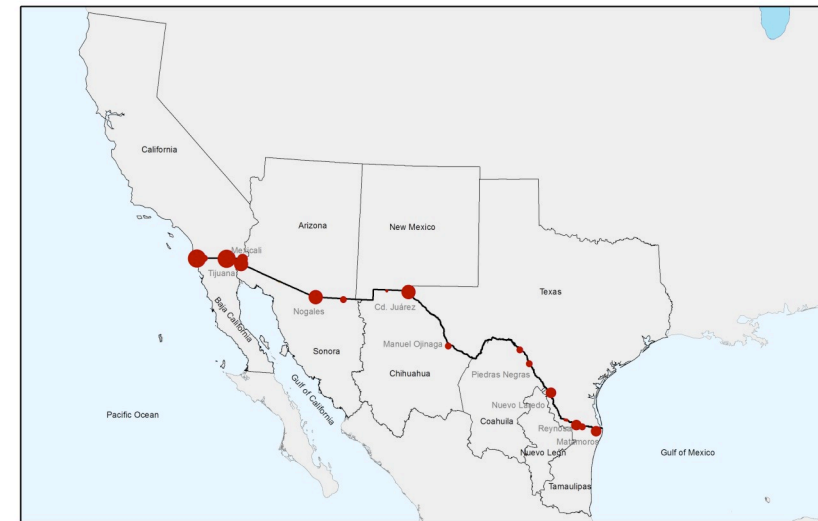 California
Arizona
New Mexico
Mexicali
Tijuana
Texas
Baja California
Nogales
Cd. Juárez
Sonora
Manuel Ojinaga
Chihuahua
Piedras Negras
Gulf of California
Nuevo Laredo
Pacific Ocean
Coahuila
Reynosa
Matamoros
Nuevo León
Gulf of Mexico
Tamaulipas